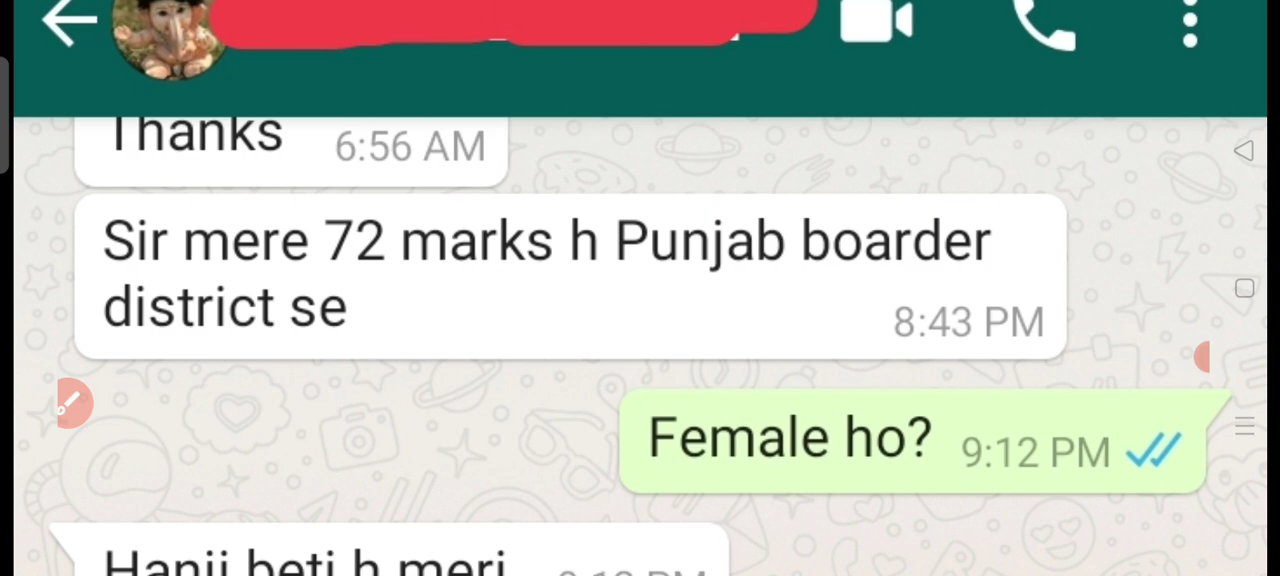 Thanks 6:56 AM
Sir mere 72 marks h Punjab boarder
district se 8:43 PM
Female ho? 9:12 PM
Hanji beti h meri